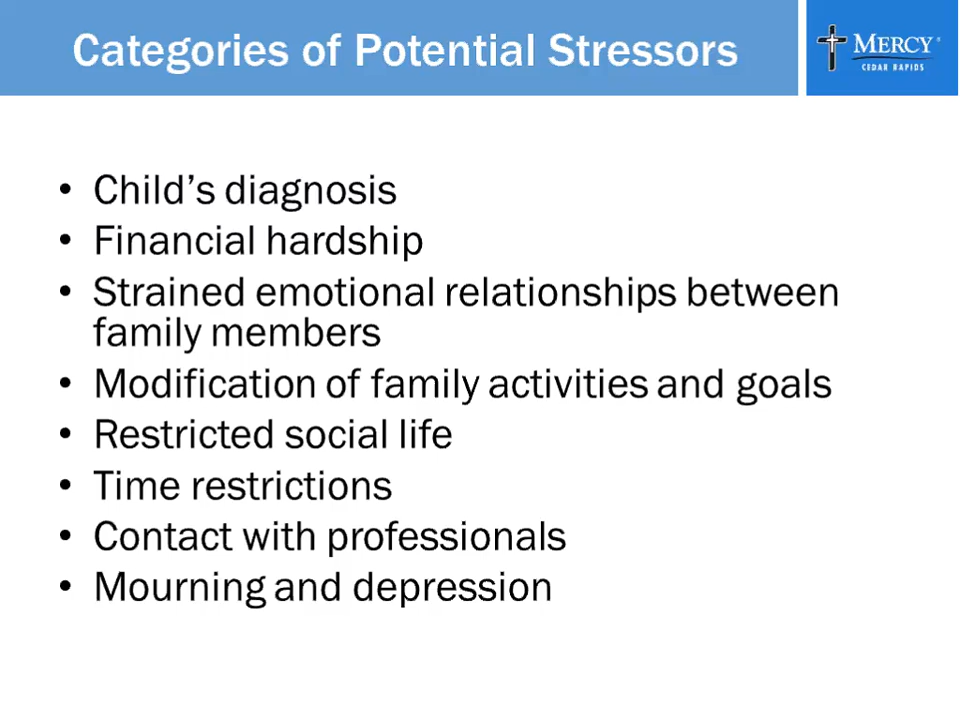 Categories of Potential Stressors
MERCY®
CEDAR RAPIDS
• Child’s diagnosis
• Financial hardship
• Strained emotional relationships between
family members
• Modification of family activities and goals
• Restricted social life
• Time restrictions
• Contact with professionals
• Mourning and depression